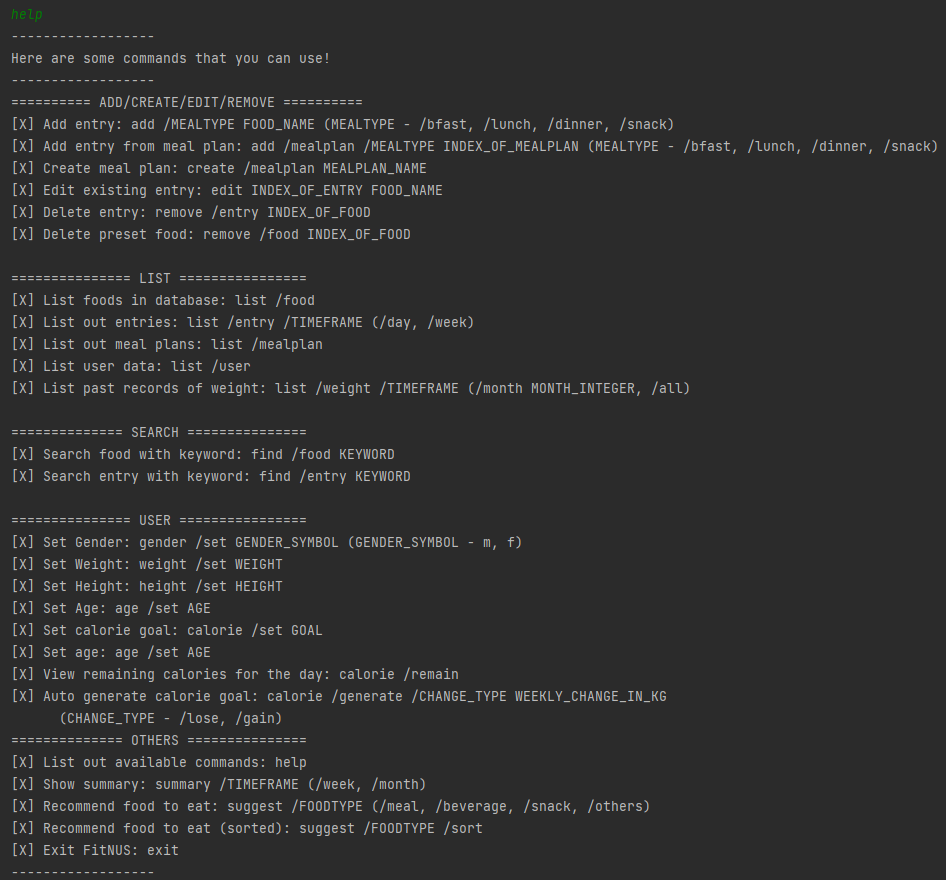 help
------------------
Here are some commands that you can use!
------------------
========== ADD/CREATE/EDIT/REMOVE ==========
[X] Add entry: add /MEALTYPE FOOD_NAME (MEALTYPE - /bfast, /lunch, /dinner, /snack)
[X] Add entry from meal plan: add /mealplan /MEALTYPE INDEX_OF_MEALPLAN (MEALTYPE - /bfast, /lunch, /dinner, /snack)
[X] Create meal plan: create /mealplan MEALPLAN_NAME
[X] Edit existing entry: edit INDEX_OF_ENTRY FOOD_NAME
[X] Delete entry: remove /entry INDEX_OF_FOOD
[X] Delete preset food: remove /food INDEX_OF_FOOD

=============== LIST ================
[X] List foods in database: list /food
[X] List out entries: list /entry /TIMEFRAME (/day, /week)
[X] List out meal plans: list /mealplan
[X] List user data: list /user
[X] List past records of weight: list /weight /TIMEFRAME (/month MONTH_INTEGER, /all)

============== SEARCH ===============
[X] Search food with keyword: find /food KEYWORD
[X] Search entry with keyword: find /entry KEYWORD

=============== USER ================
[X] Set Gender: gender /set GENDER_SYMBOL (GENDER_SYMBOL - m, f)
[X] Set Weight: weight /set WEIGHT
[X] Set Height: height /set HEIGHT
[X] Set Age: age /set AGE
[X] Set calorie goal: calorie /set GOAL
[X] Set age: age /set AGE
[X] View remaining calories for the day: calorie /remain
[X] Auto generate calorie goal: calorie /generate /CHANGE_TYPE WEEKLY_CHANGE_IN_KG
      (CHANGE_TYPE - /lose, /gain)
============== OTHERS ===============
[X] List out available commands: help
[X] Show summary: summary /TIMEFRAME (/week, /month)
[X] Recommend food to eat: suggest /FOODTYPE (/meal, /beverage, /snack, /others)
[X] Recommend food to eat (sorted): suggest /FOODTYPE /sort
[X] Exit FitNUS: exit
------------------